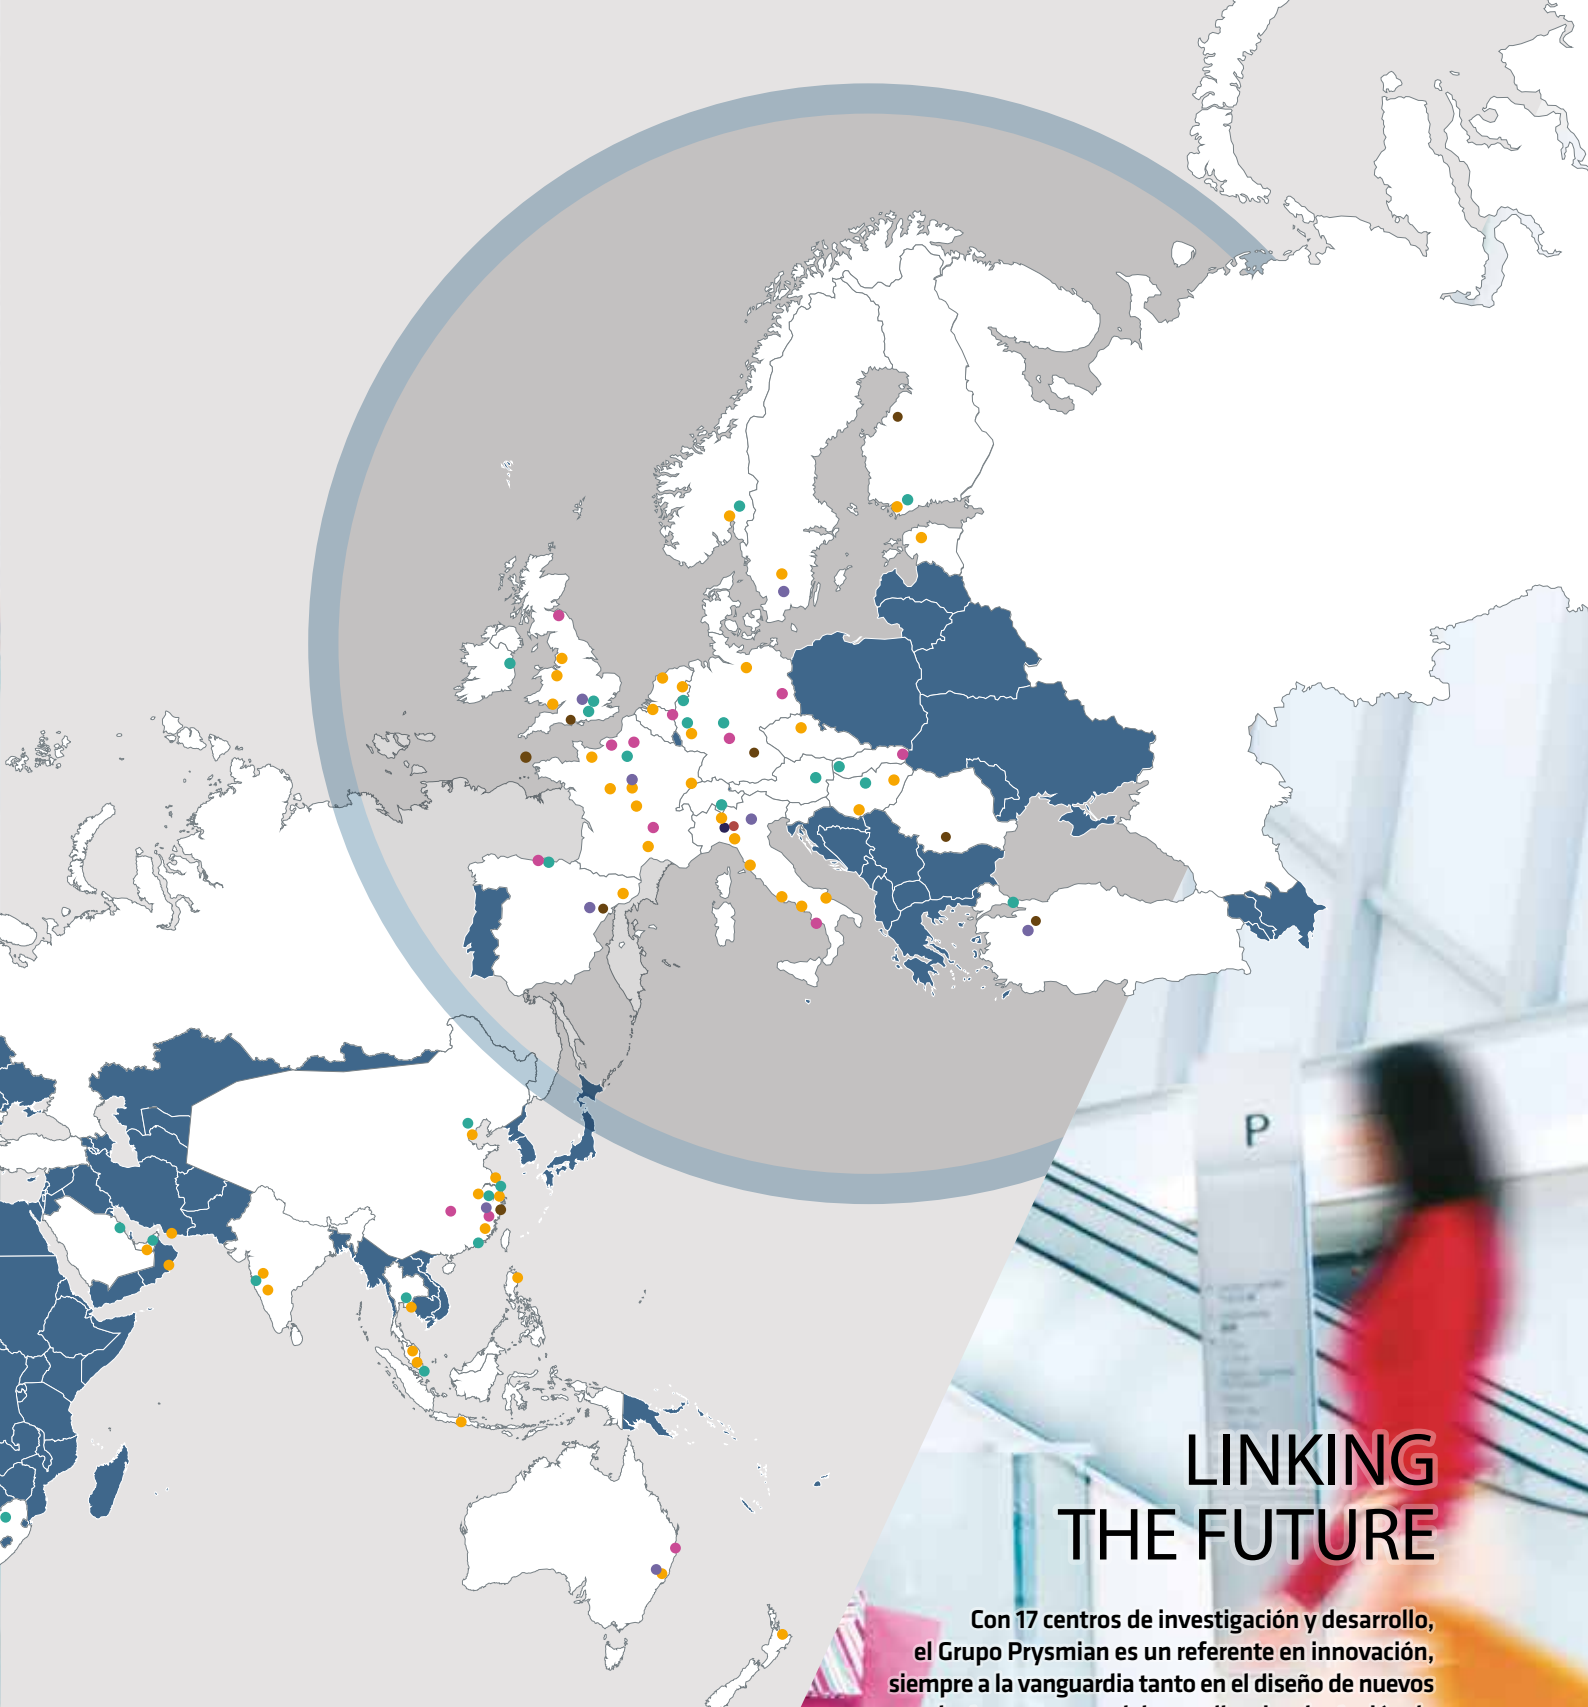 P
LINKING
THE FUTURE
Con 17 centros de investigación y desarrollo,
el Grupo Prysmian es un referente en innovación,
siempre a la vanguardia tanto en el diseño de nuevos